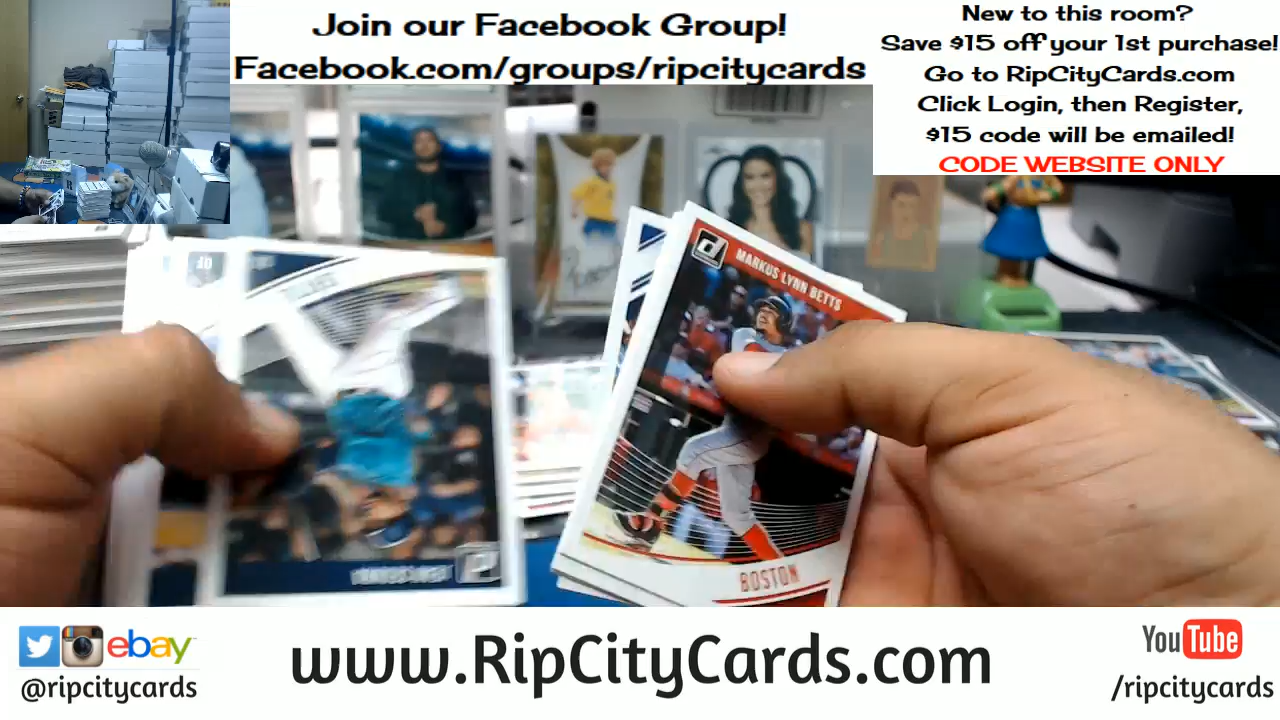 Join our Facebook Group!
Facebook.com/groups/ripcitycards
New to this room?
Save $15 off your 1st purchase!
Go to RipCityCards.com
Click Login, then Register,
$15 code will be emailed!
CODE WEBSITE ONLY
MARKUS LYNN BETTS
BOSTON
ebay
@ripcitycards
www.RipCityCards.com
YouTube
/ripcitycards